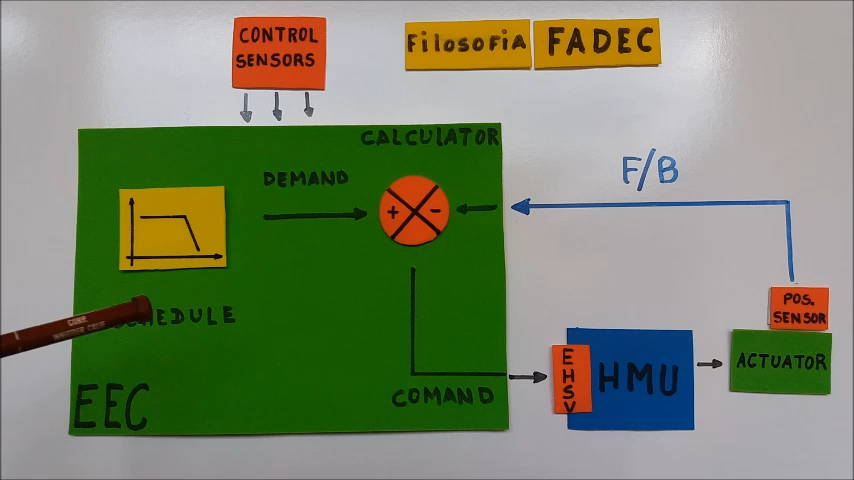 CONTROL
SENSORS
Filosofia FADEC
CALCULATOR
DEMAND
+
-
F/B
POS.
SENSOR
EHSV
HMU
ACTUATOR
COMAND
EEC